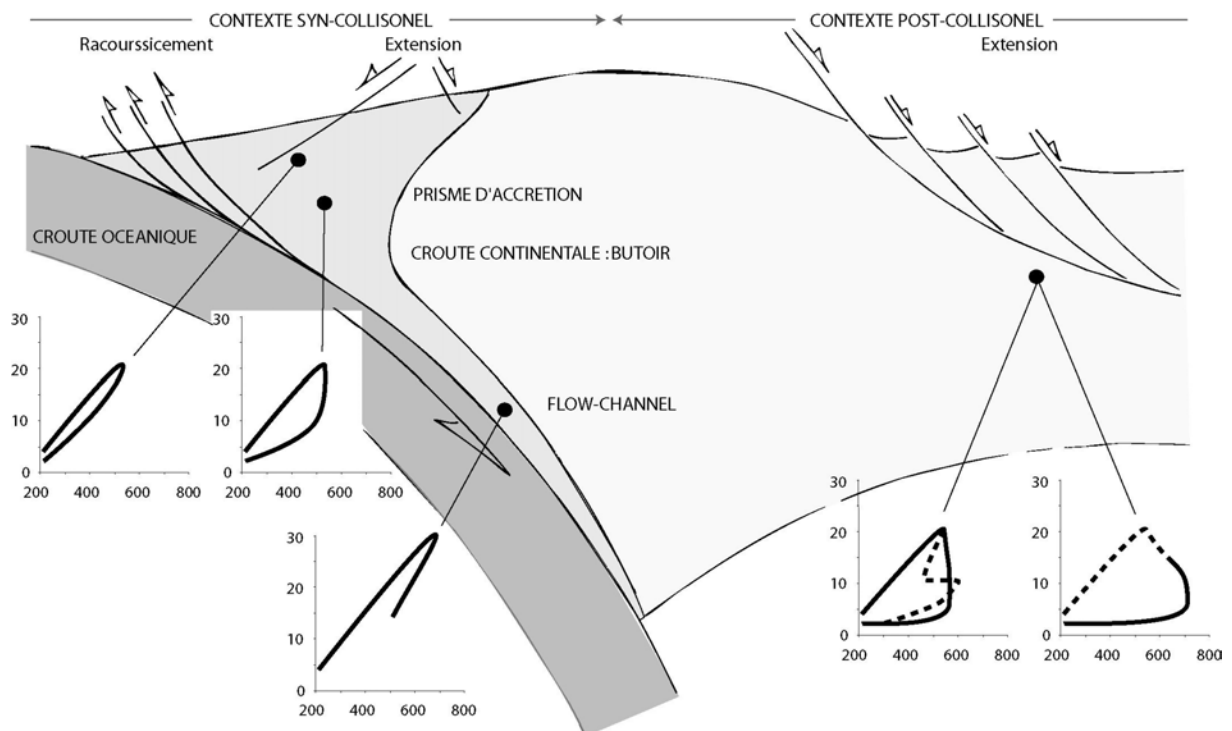 CONTEXTE SYN-COLLISONEL
CONTEXTE POST-COLLISONEL
Racourssicement
Extension
Extension
PRISME D'ACCRETION
CROUTE OCEANIQUE
CROUTE CONTINENTALE : BUTOIR
FLOW-CHANNEL
30
20
10
0
200 400 600 800
30
20
10
0
200 400 600 800
30
20
10
0
200 400 600 800
30
20
10
0
200 400 600 800
30
20
10
0
200 400 600 800